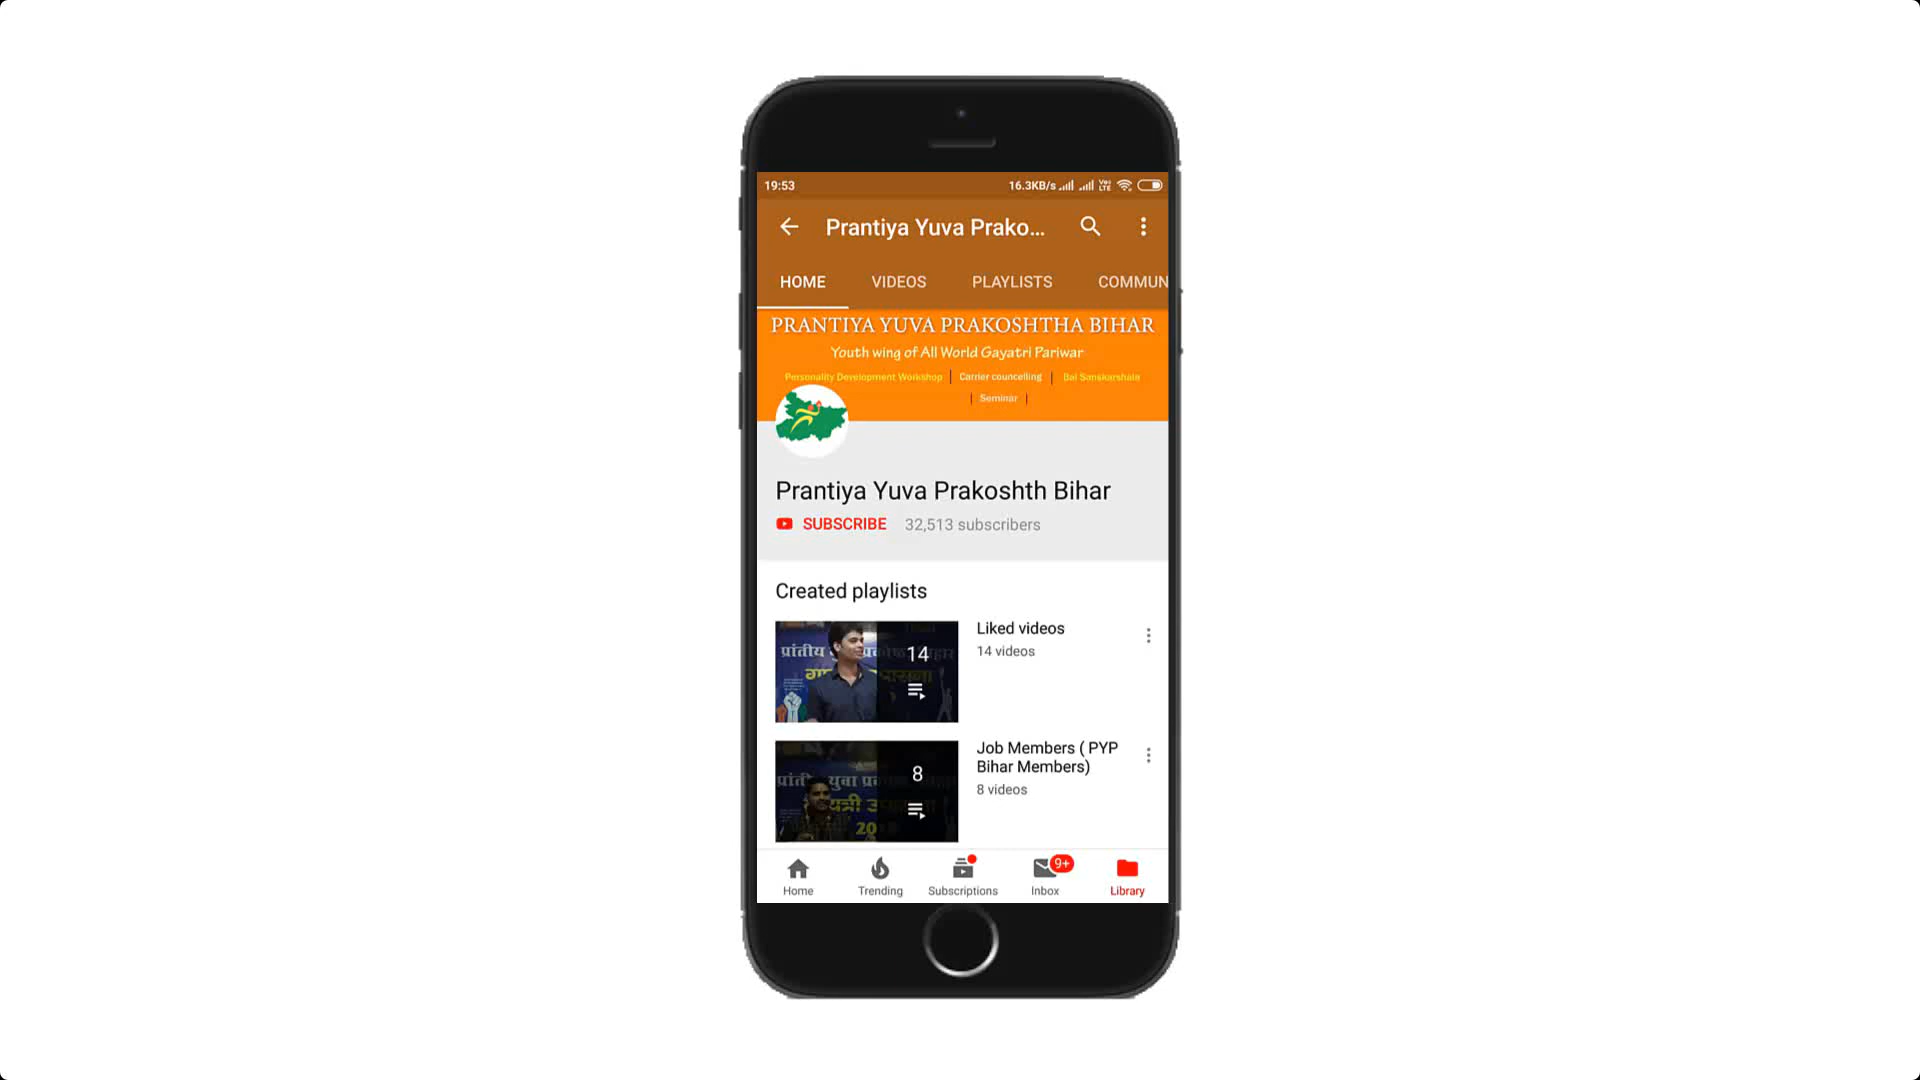 19:53 16.3KB/s VoLTE
Prantiya Yuva Prako...
HOME VIDEOS PLAYLISTS COMMUN
PRANTIYA YUVA PRAKOSHTHA BIHAR
Youth wing of All World Gayatri Pariwar
Personality Development Workshop | Carrier councelling | Bal Sanskarshala
| Seminar |
Prantiya Yuva Prakoshth Bihar
SUBSCRIBE 32,513 subscribers
Created playlists
प्रांतीय
14
Liked videos
14 videos
8
Job Members ( PYP
Bihar Members)
8 videos
Home Trending Subscriptions Inbox 9+ Library